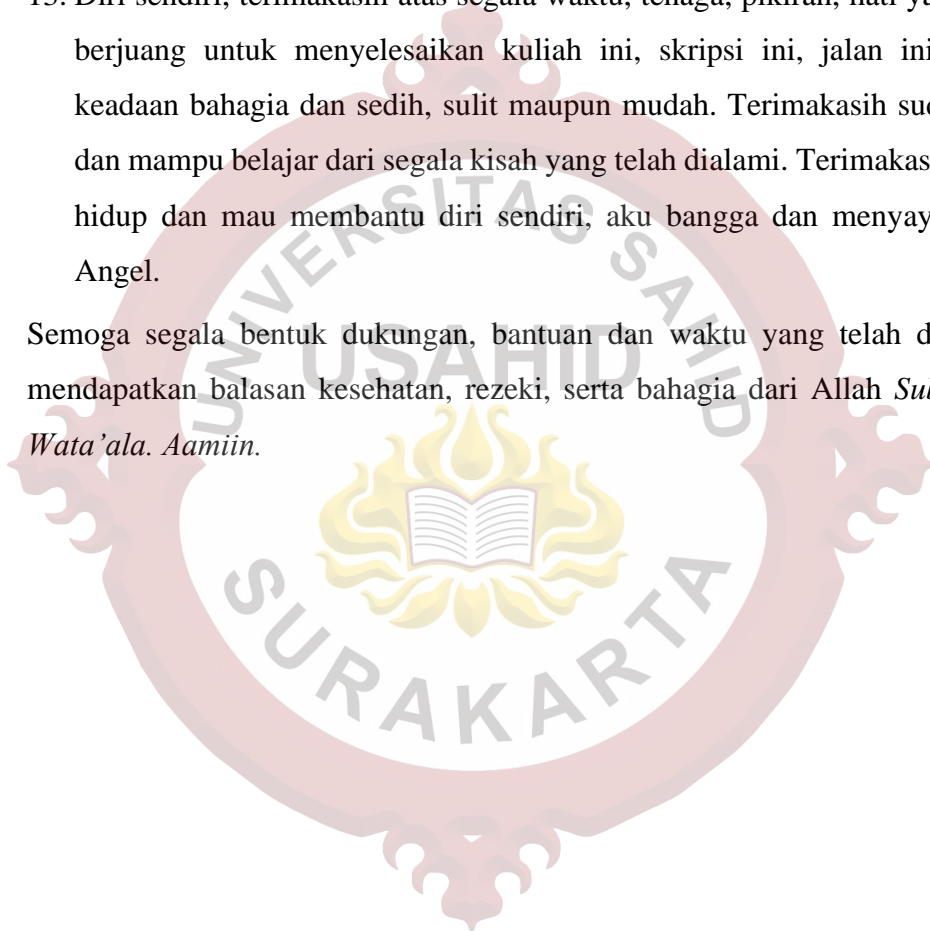 13. Diri sendiri, terimakasih atas segala waktu, tenaga, pikiran, hati ya
berjuang untuk menyelesaikan kuliah ini, skripsi ini, jalan ini
keadaan bahagia dan sedih, sulit maupun mudah. Terimakasih suc
dan mampu belajar dari segala kisah yang telah dialami. Terimakas
hidup dan mau membantu diri sendiri, aku bangga dan menyay
Angel.
Semoga segala bentuk dukungan, bantuan dan waktu yang telah d
mendapatkan balasan kesehatan, rezeki, serta bahagia dari Allah Sul
Wata’ala. Aamiin.
UNIVERSITAS SAHID
USAHID
SURAKARTA